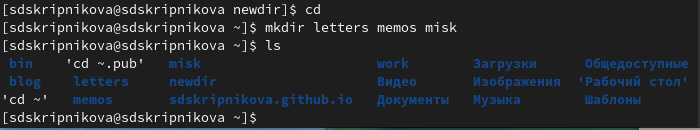 [sdskripnikova@sdskripnikova newdir]$ cd
[sdskripnikova@sdskripnikova ~]$ mkdir letters memos misk
[sdskripnikova@sdskripnikova ~]$ ls
bin 'cd ~.pub' misk work Загрузки Общедоступные
blog letters newdir Видео Изображения 'Рабочий стол'
'cd ~' memos sdskripnikova.github.io Документы Музыка Шаблоны
[sdskripnikova@sdskripnikova ~]$